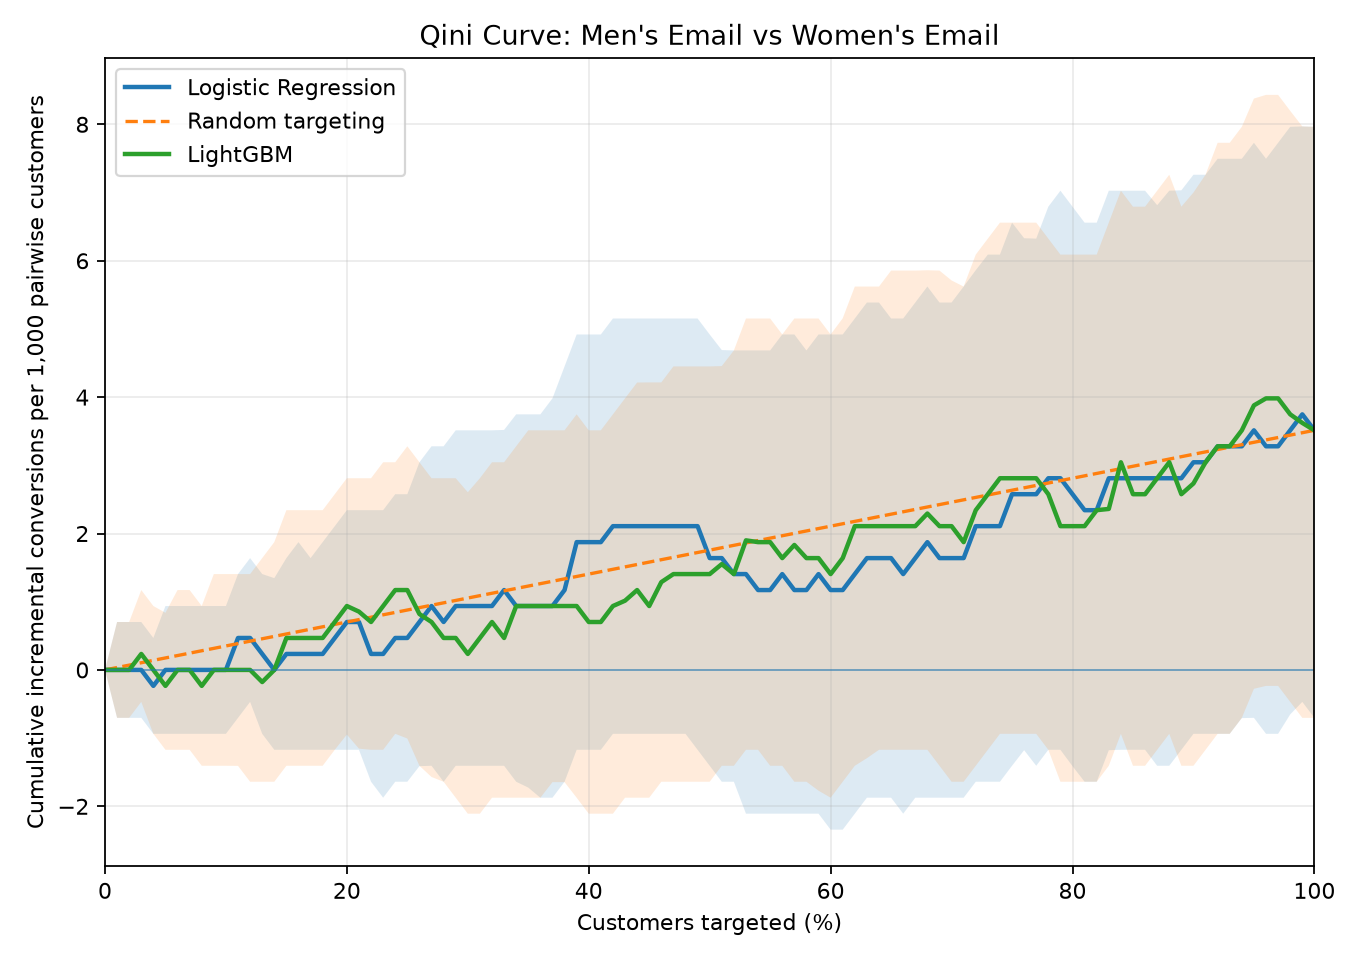 Qini Curve: Men's Email vs Women's Email
Logistic Regression
Random targeting
LightGBM
Cumulative incremental conversions per 1,000 pairwise customers
8
6
4
2
0
−2
0 20 40 60 80 100
Customers targeted (%)